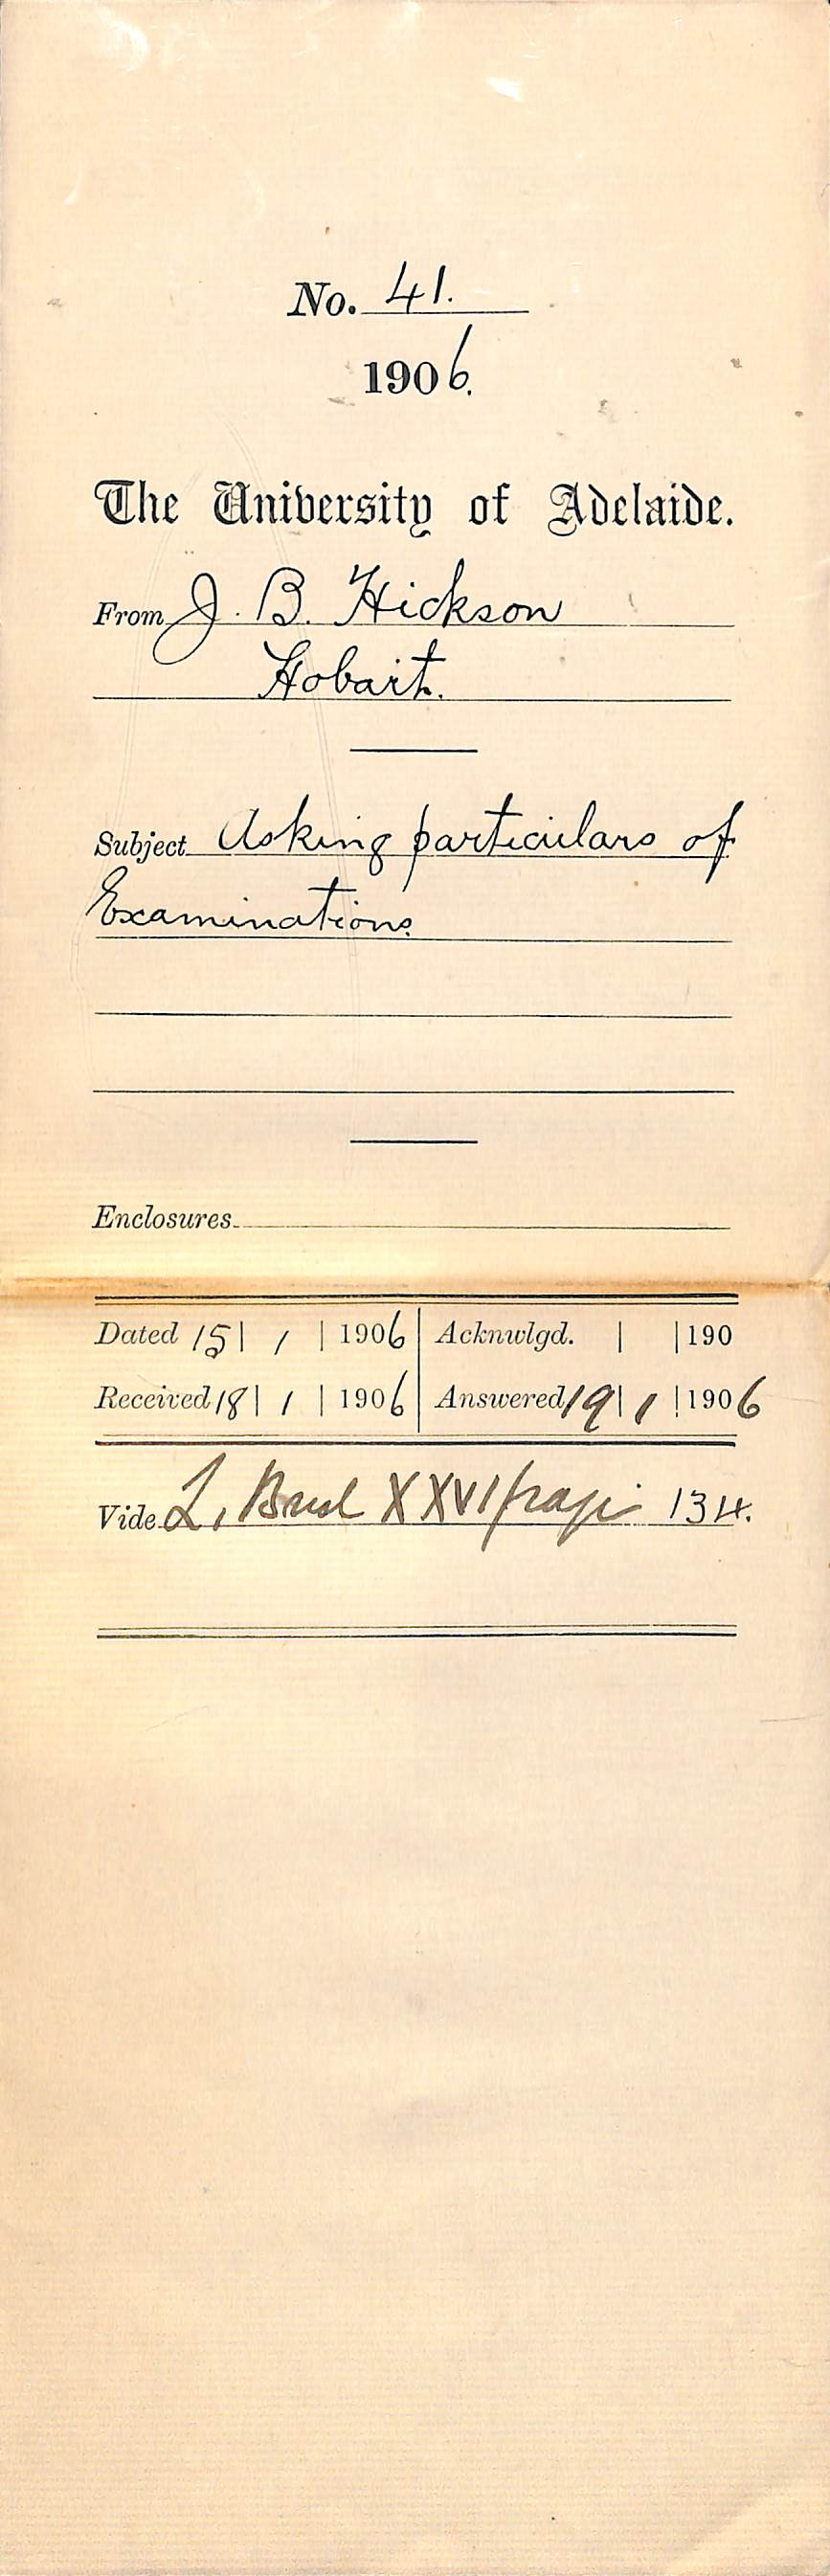 No. 41.
1906.
The University of Adelaide.
From J. B. Hickson
Hobart.
Subject Asking particulars of
Examinations.
Enclosures
Dated 15 | 1 | 1906 Acknwlgd. | | 190
Received 18 | 1 | 1906 Answered 19 | 1 | 1906
Vide L. XXVI page 134.